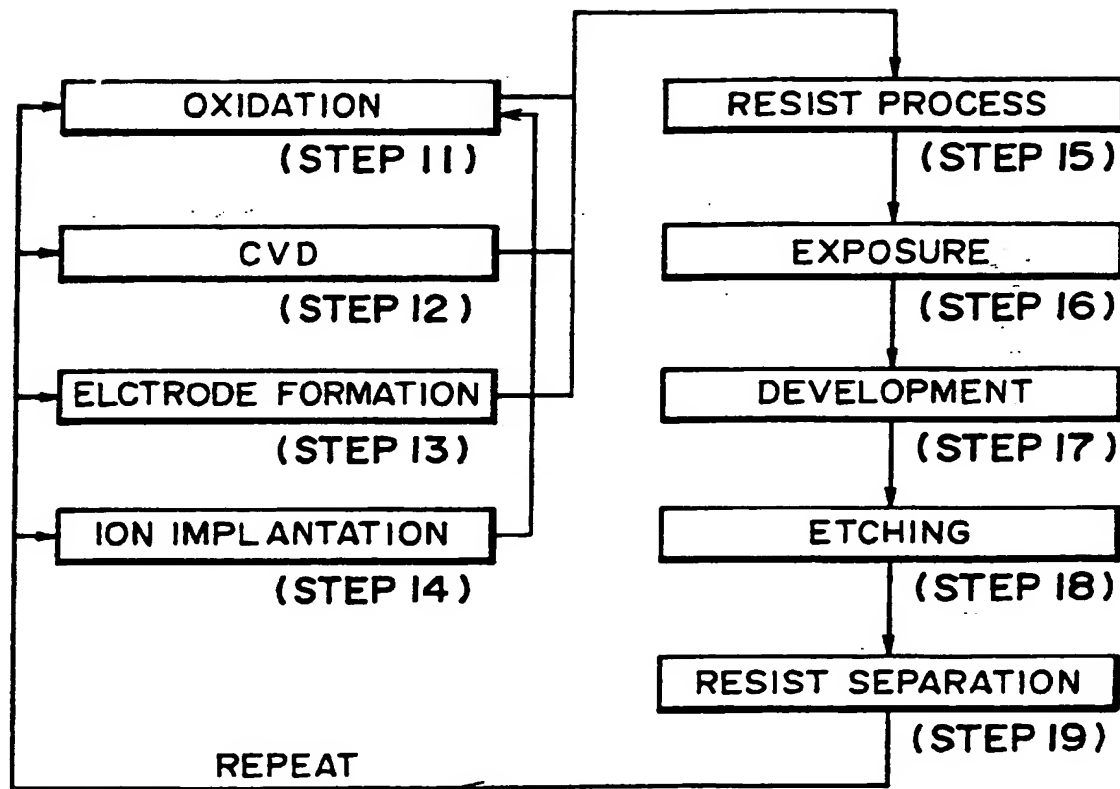 OXIDATION
(STEP 11)
CVD
(STEP 12)
ELCTRODE FORMATION
(STEP 13)
ION IMPLANTATION
(STEP 14)
RESIST PROCESS
(STEP 15)
EXPOSURE
(STEP 16)
DEVELOPMENT
(STEP 17)
ETCHING
(STEP 18)
RESIST SEPARATION
(STEP 19)
REPEAT